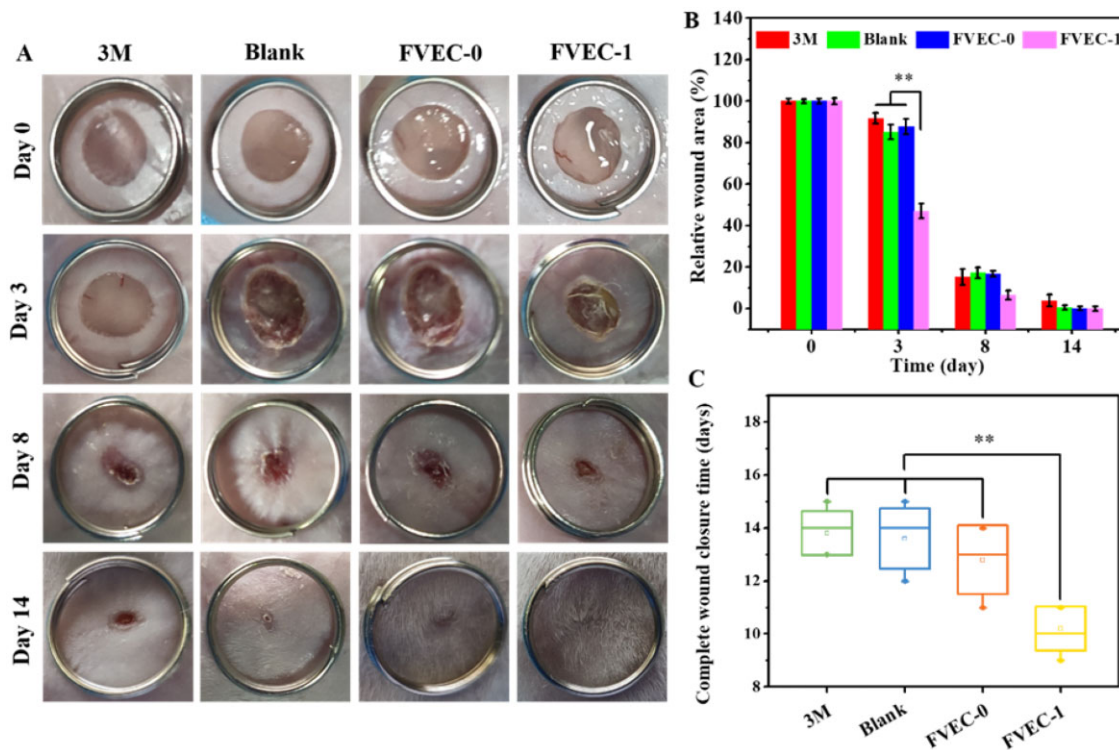 A
3M
Blank
FVEC-0
FVEC-1
Day 0
Day 3
Day 8
Day 14
B
3M
Blank
FVEC-0
FVEC-1
**
140
120
100
80
60
40
20
0
Relative wound area (%)
0
3
8
14
Time (day)
C
**
18
16
14
12
10
8
Complete wound closure time (days)
3M
Blank
FVEC-0
FVEC-1